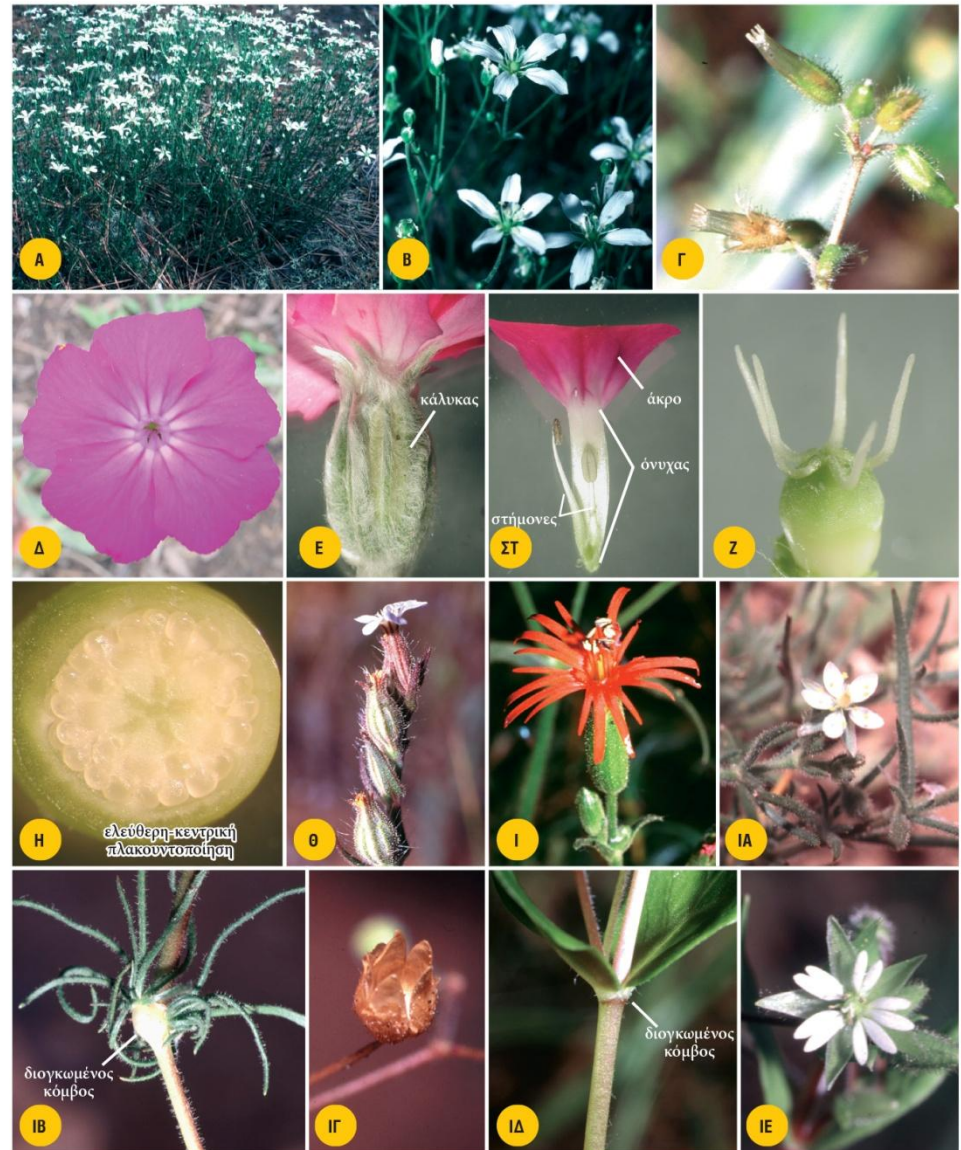 Α
Β
Γ
Δ
κάλυκας
Ε
άκρο
όνυχας
στήμονες
ΣΤ
Ζ
Η
ελεύθερη-κεντρική
πλακουντοποίηση
Θ
Ι
ΙΑ
διογκωμένος
κόμβος
ΙΒ
ΙΓ
διογκωμένος
κόμβος
ΙΔ
ΙΕ